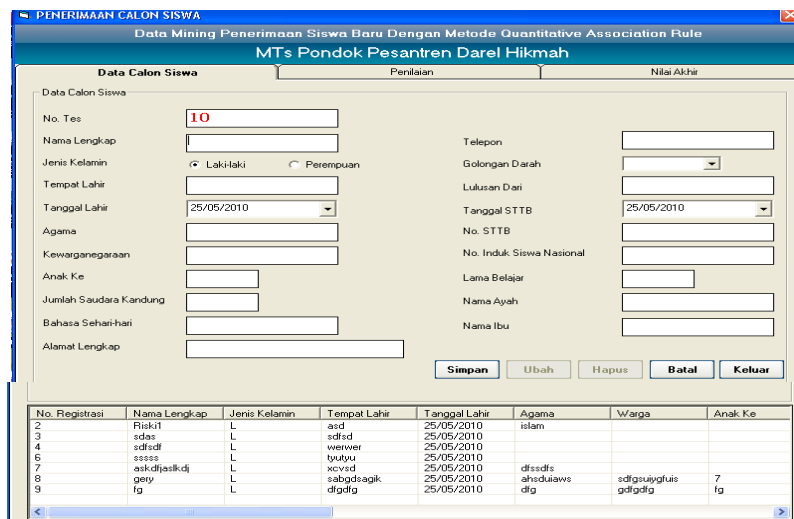 PENERIMAAN CALON SISWA
Data Mining Penerimaan Siswa Baru Dengan Metode Quantitative Association Rule
MTs Pondok Pesantren Darel Hikmah
Data Calon Siswa Penilaian Nilai Akhir
Data Calon Siswa
No. Tes 10
Nama Lengkap Telepon
Jenis Kelamin Laki-laki Perempuan Golongan Darah
Tempat Lahir Lulusan Dari
Tanggal Lahir 25/05/2010 Tanggal STTB 25/05/2010
Agama No. STTB
Kewarganegaraan No. Induk Siswa Nasional
Anak Ke Lama Belajar
Jumlah Saudara Kandung Nama Ayah
Bahasa Sehari-hari Nama Ibu
Alamat Lengkap
Simpan Ubah Hapus Batal Keluar
No. Registrasi Nama Lengkap Jenis Kelamin Tempat Lahir Tanggal Lahir Agama Warga Anak Ke
2 Riski1 L asd 25/05/2010 islam
3 sdas L sdfsd 25/05/2010
4 sdfsdf L werwer 25/05/2010
6 sssss L tyutyu 25/05/2010
7 askdfjaslkdj L xcvsd 25/05/2010 dfssdfs
8 gery L sabgdsagik 25/05/2010 ahsduiaws sdfgsuiygfuis 7
9 fg L dfgdfg 25/05/2010 dfg gdfgdfg fg